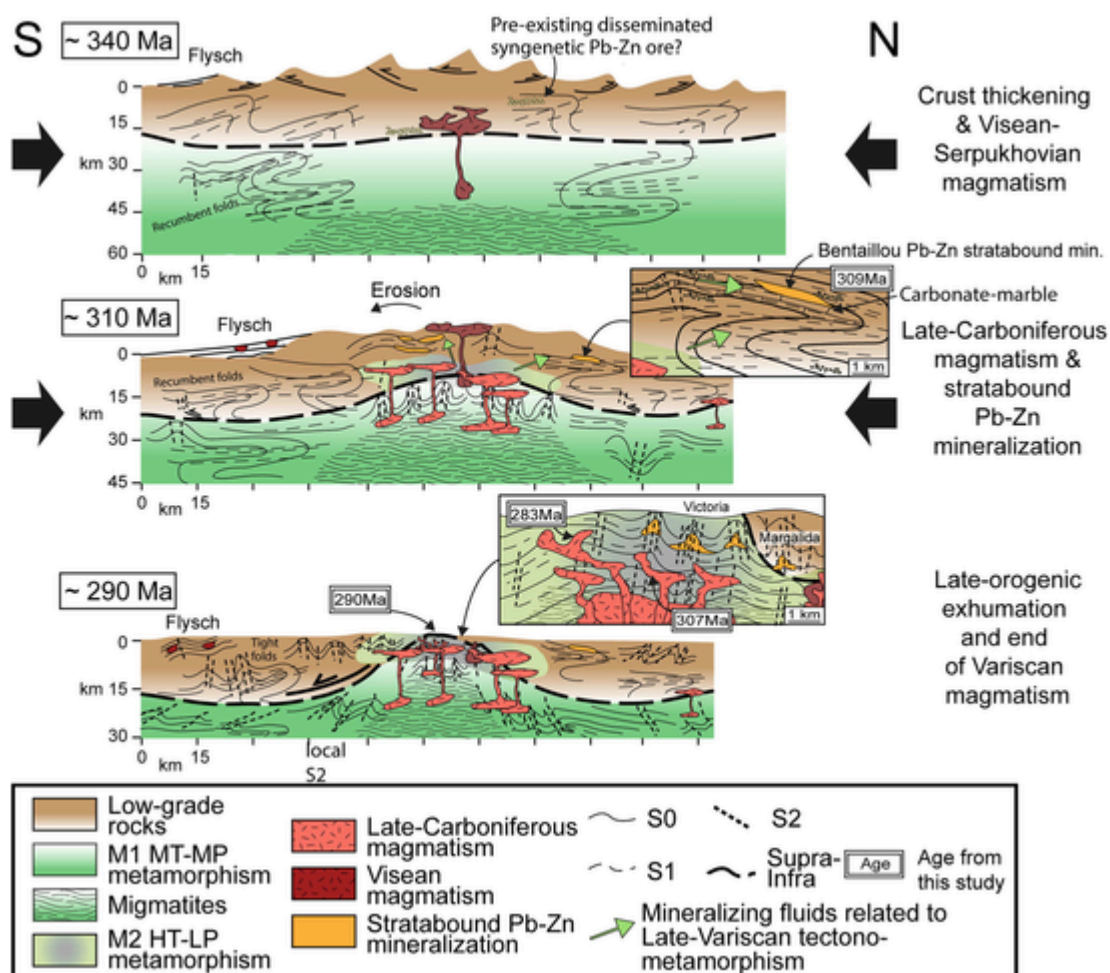 S
~ 340 Ma
Flysch
Pre-existing disseminated
syngenetic Pb-Zn ore?
N
0
15
km 30
45
60
Recumbent folds
0
km
15
Crust thickening
& Visean-
Serpukhovian
magmatism
~ 310 Ma
Flysch
Erosion
Bentaillou Pb-Zn stratabound min.
309Ma
Carbonate-marble
1 km
0
15
km
30
45
Recumbent folds
0
km
15
Late-Carboniferous
magmatism &
stratabound
Pb-Zn
mineralization
~ 290 Ma
Flysch
290Ma
283Ma
Victoria
Margalida
307Ma
1 km
0
km 15
30
Tight
folds
0
km
15
local
S2
Late-orogenic
exhumation
and end
of Variscan
magmatism
Low-grade
rocks
M1 MT-MP
metamorphism
Migmatites
M2 HT-LP
metamorphism
Late-Carboniferous
magmatism
Visean
magmatism
Stratabound Pb-Zn
mineralization
S0
S1
S2
Supra-
Infra
Age
Age from
this study
Mineralizing fluids related to
Late-Variscan tectono-
metamorphism